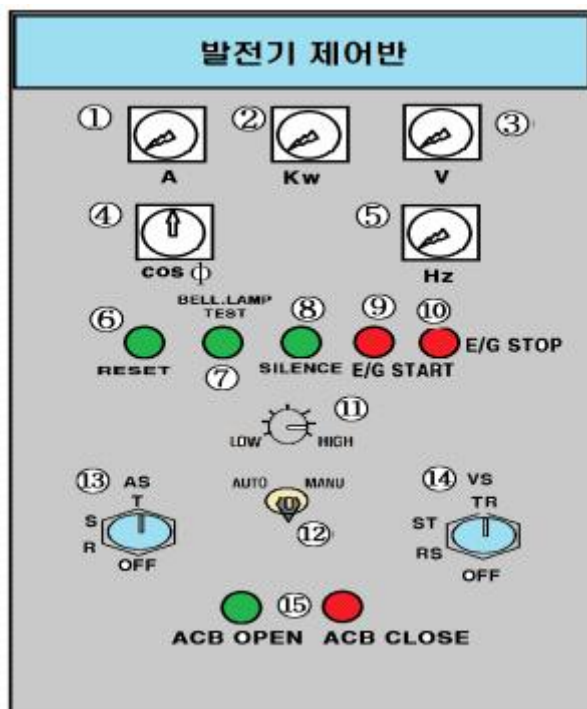 발전기 제어반
① ② ③
A Kw V
④ ⑤
cos ϕ Hz
BELL.LAMP
TEST
⑥ ⑧ ⑨ ⑩
E/G STOP
RESET ⑦ SILENCE E/G START
⑪
LOW HIGH
⑬ AS
T
S
R
OFF
AUTO MANU
⑫
⑭ VS
TR
ST
RS
OFF
⑮
ACB OPEN ACB CLOSE